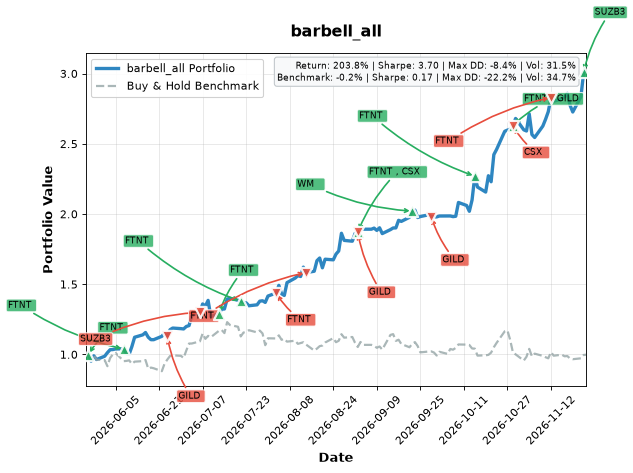 barbell_all
SUZB3
barbell_all Portfolio
Buy & Hold Benchmark
Return: 203.8% | Sharpe: 3.70 | Max DD: -8.4% | Vol: 31.5%
Benchmark: -0.2% | Sharpe: 0.17 | Max DD: -22.2% | Vol: 34.7%
3.0
FTNT
GILD
FTNT
FTNT
CSX
2.5
FTNT , CSX
WM
2.0
FTNT
GILD
FTNT
1.5
GILD
FTNT
FTNT
FTNT
FTNT
SUZB3
1.0
GILD
Portfolio Value
2026-06-05
2026-06-2
2026-07-07
2026-07-23
2026-08-08
2026-08-24
2026-09-09
2026-09-25
2026-10-11
2026-10-27
2026-11-12
Date